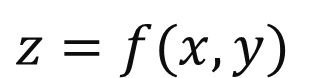 z = f(x, y)